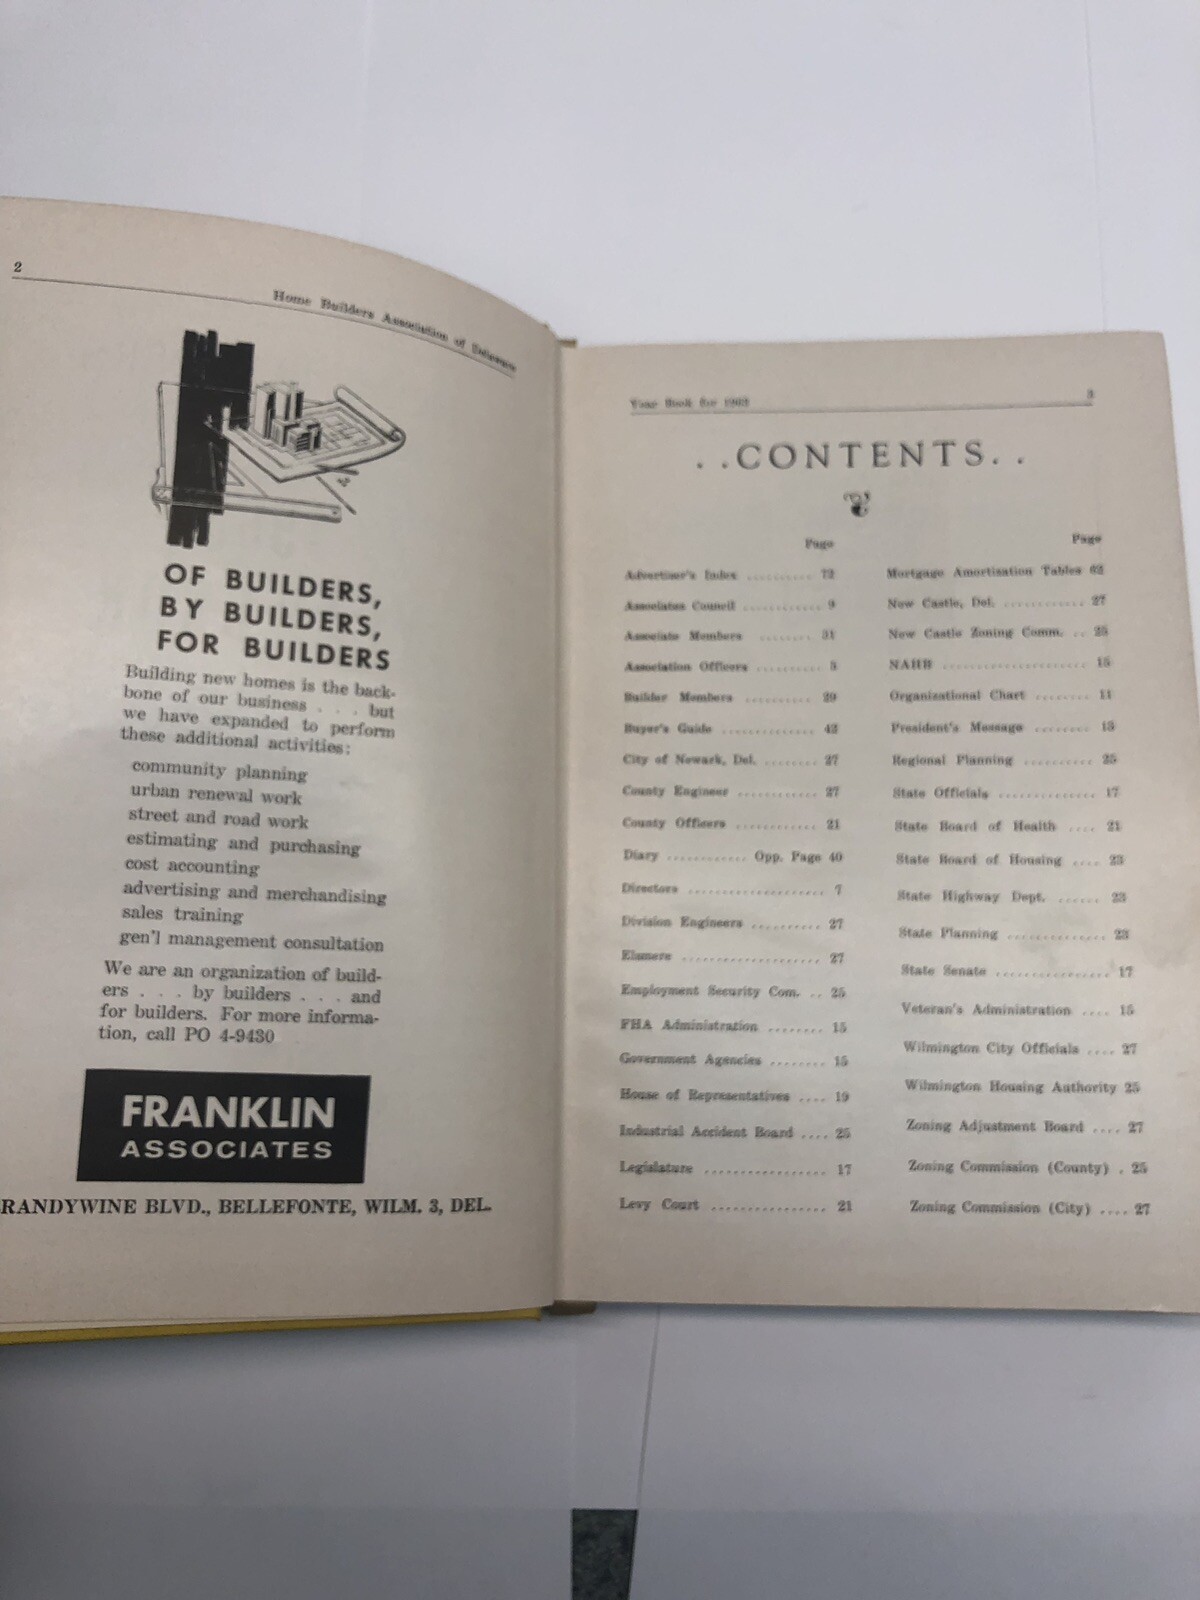 2
Home Builders Association of Delaware
OF BUILDERS,
BY BUILDERS,
FOR BUILDERS
Building new homes is the back-
bone of our business . . . but
we have expanded to perform
these additional activities:
community planning
urban renewal work
street and road work
estimating and purchasing
cost accounting
advertising and merchandising
sales training
gen'l management consultation
We are an organization of build-
ers . . . by builders . . . and
for builders. For more informa-
tion, call PO 4-9430
FRANKLIN
ASSOCIATES
RANDYWINE BLVD., BELLEFONTE, WILM. 3, DEL.
Year Book for 3
. . CONTENTS . .
Page
Advertiser's Index .......... 72
Associates Council ............ 9
Associate Members ........ 31
Association Officers .......... 5
Builder Members ............ 29
Buyer's Guide .............. 42
City of Newark, Del. ........ 27
County Engineer ............ 27
County Officers ............ 21
Diary ............ Opp. Page 40
Directors .................... 7
Division Engineers .......... 27
Elsmere .................... 27
Employment Security Com. .. 25
FHA Administration ........ 15
Government Agencies ........ 15
House of Representatives .... 19
Industrial Accident Board .... 25
Legislature .................. 17
Levy Court ................ 21
Page
Mortgage Amortization Tables 62
New Castle, Del. ............ 27
New Castle Zoning Comm. .. 25
NAHB ...................... 15
Organizational Chart ........ 11
President's Message ........ 13
Regional Planning .......... 25
State Officials .............. 17
State Board of Health .... 21
State Board of Housing .... 23
State Highway Dept. ...... 23
State Planning .............. 23
State Senate ................ 17
Veteran's Administration .... 15
Wilmington City Officials .... 27
Wilmington Housing Authority 25
Zoning Adjustment Board .... 27
Zoning Commission (County) . 25
Zoning Commission (City) .... 27